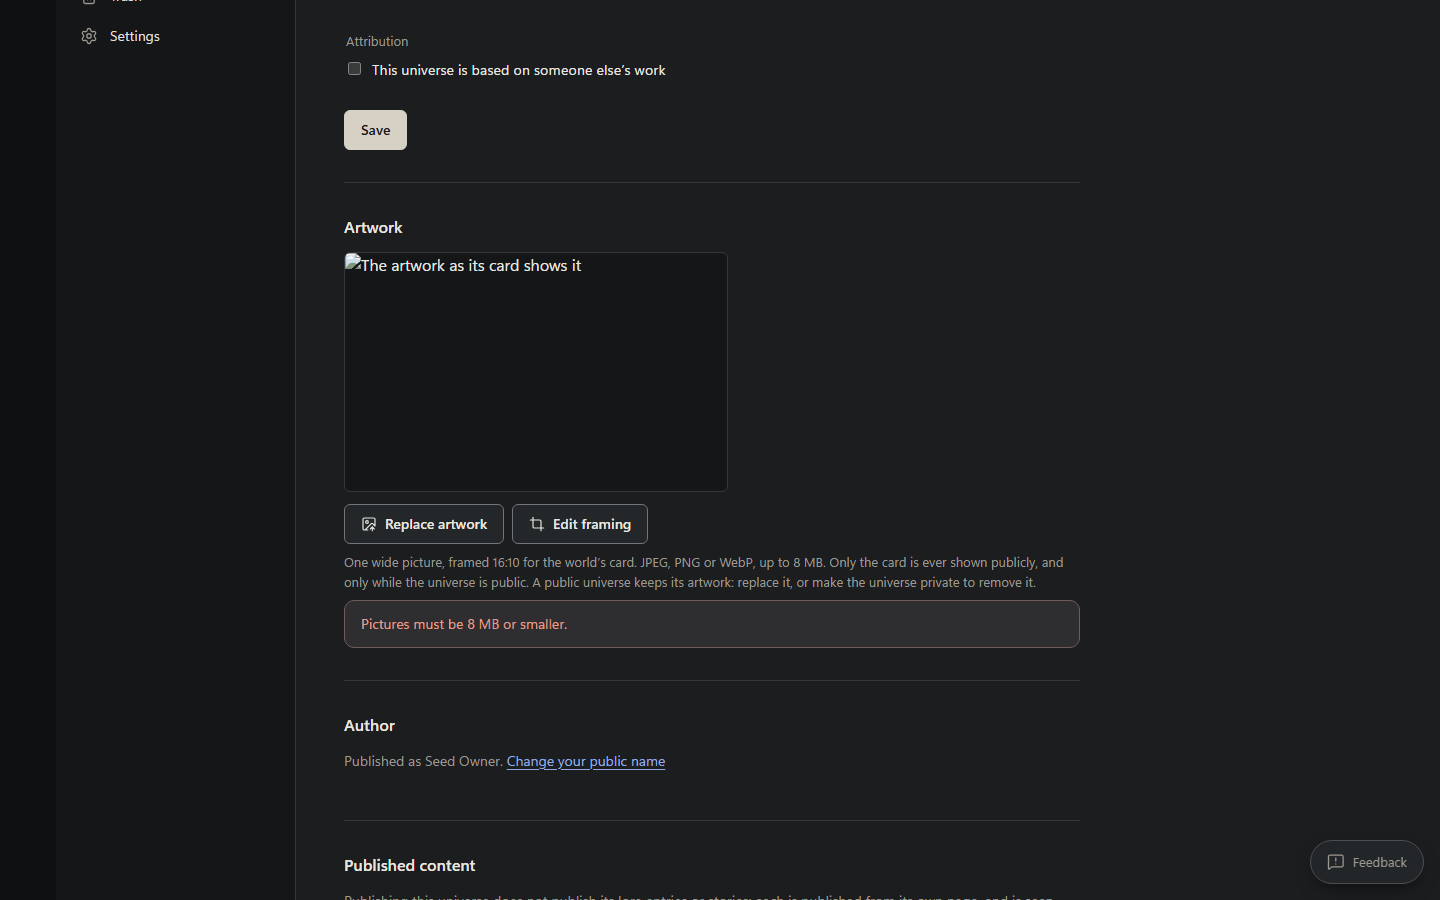 Settings
Attribution
This universe is based on someone else's work
Save
Artwork
The artwork as its card shows it
Replace artwork
Edit framing
One wide picture, framed 16:10 for the world's card. JPEG, PNG or WebP, up to 8 MB. Only the card is ever shown publicly, and
only while the universe is public. A public universe keeps its artwork: replace it, or make the universe private to remove it.
Pictures must be 8 MB or smaller.
Author
Published as Seed Owner. Change your public name
Published content
Feedback